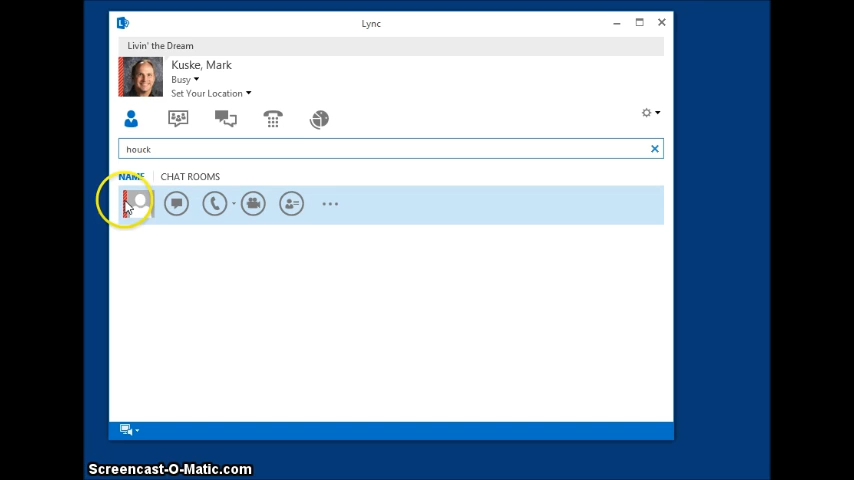 Lync
Livin' the Dream
Kuske, Mark
Busy
Set Your Location
houck
NAME CHAT ROOMS
Screencast-O-Matic.com